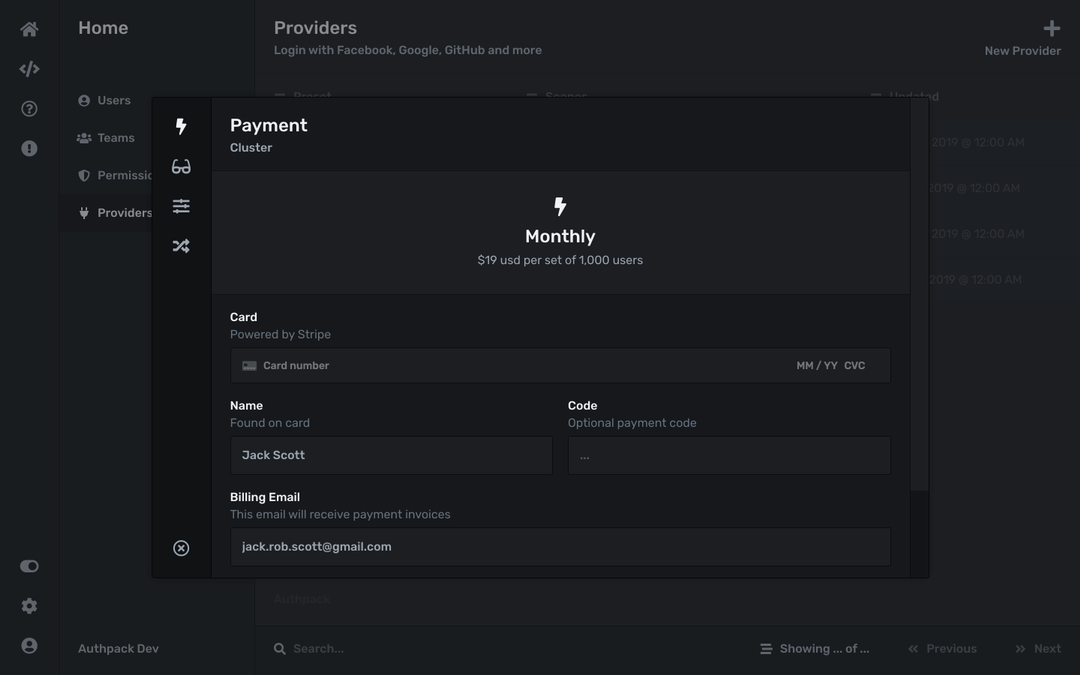 Home
Providers
Login with Facebook, Google, GitHub and more
New Provider
Users
Teams
Permissic
Providers
Preset
Scopes
Updated
2019 @ 12:00 AM
2019 @ 12:00 AM
2019 @ 12:00 AM
2019 @ 12:00 AM
Payment
Cluster
Monthly
$19 usd per set of 1,000 users
Card
Powered by Stripe
Card number
MM / YY CVC
Name
Found on card
Jack Scott
Code
Optional payment code
...
Billing Email
This email will receive payment invoices
jack.rob.scott@gmail.com
Authpack
Authpack Dev
Search...
Showing ... of ...
Previous
Next